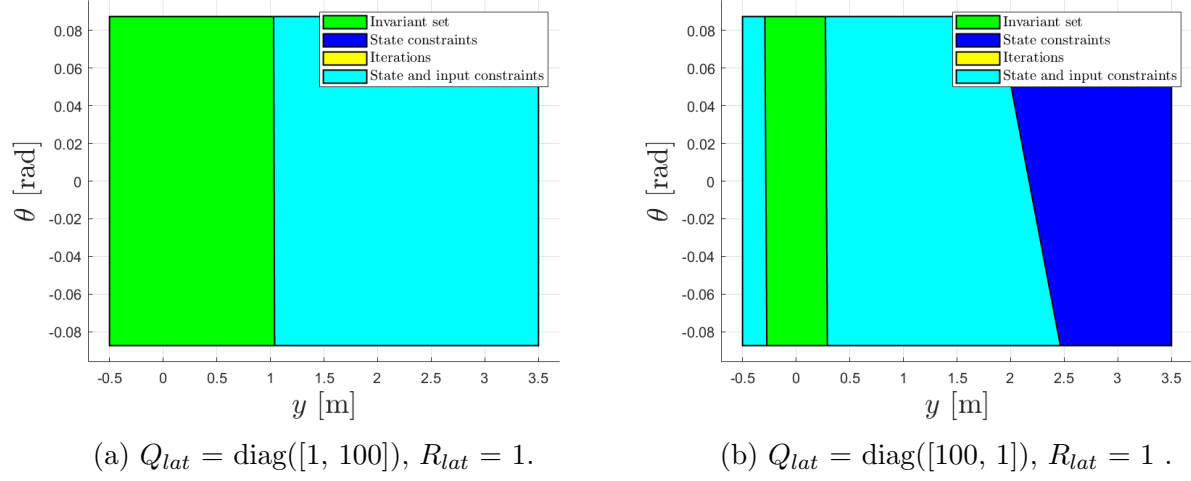 0.08
0.06
0.04
0.02
0
-0.02
-0.04
-0.06
-0.08
θ [rad]
-0.5 0 0.5 1 1.5 2 2.5 3 3.5
y [m]
Invariant set
State constraints
Iterations
State and input constraints
(a) Q_lat = diag([1, 100]), R_lat = 1.
0.08
0.06
0.04
0.02
0
-0.02
-0.04
-0.06
-0.08
θ [rad]
-0.5 0 0.5 1 1.5 2 2.5 3 3.5
y [m]
Invariant set
State constraints
Iterations
State and input constraints
(b) Q_lat = diag([100, 1]), R_lat = 1 .